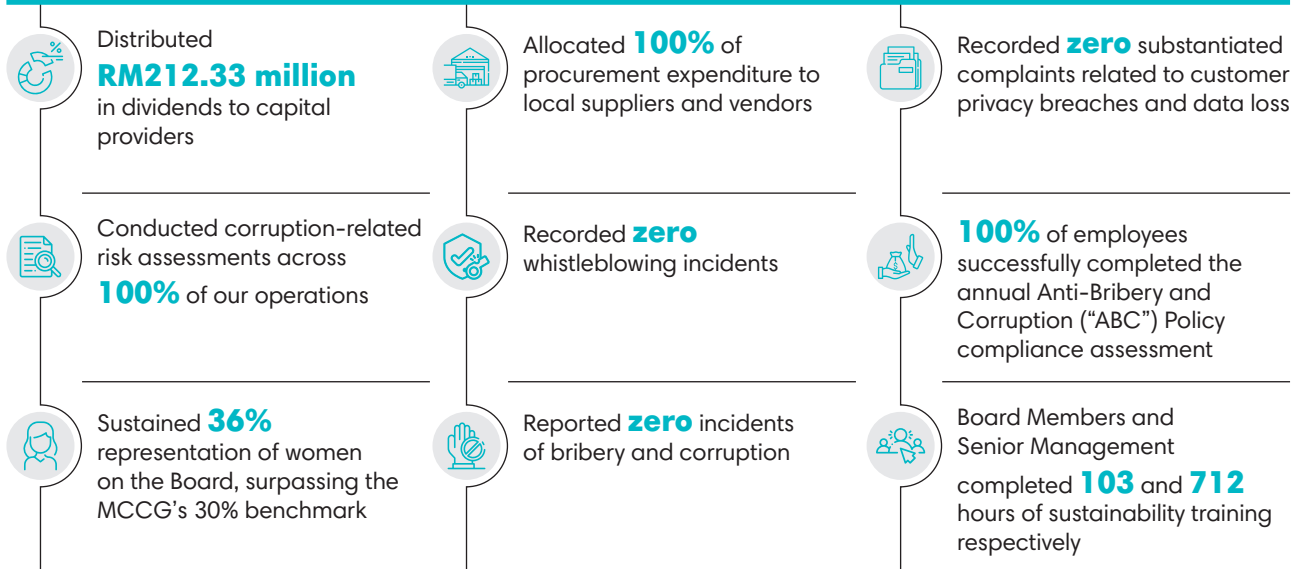 Distributed
RM212.33 million
in dividends to capital
providers
Allocated 100% of
procurement expenditure to
local suppliers and vendors
Recorded zero substantiated
complaints related to customer
privacy breaches and data loss
Conducted corruption-related
risk assessments across
100% of our operations
Recorded zero
whistleblowing incidents
100% of employees
successfully completed the
annual Anti-Bribery and
Corruption (“ABC”) Policy
compliance assessment
Sustained 36%
representation of women
on the Board, surpassing the
MCCG’s 30% benchmark
Reported zero incidents
of bribery and corruption
Board Members and
Senior Management
completed 103 and 712
hours of sustainability training
respectively